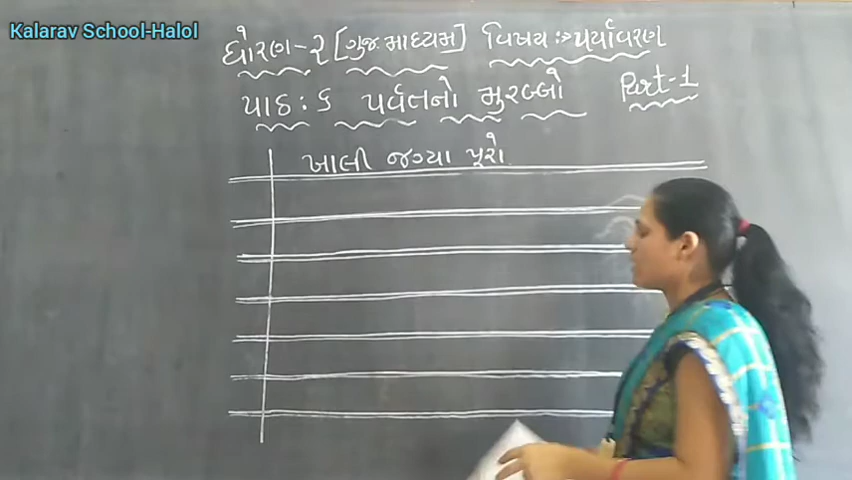 Kalarav School-Halol
ધોરણ-૨ [ગુજ. માધ્યમ] વિષય :→ પર્યાવરણ
પાઠ : ૬ પર્વતનો મુરબ્બો Part-1
ખાલી જગ્યા પૂરો.